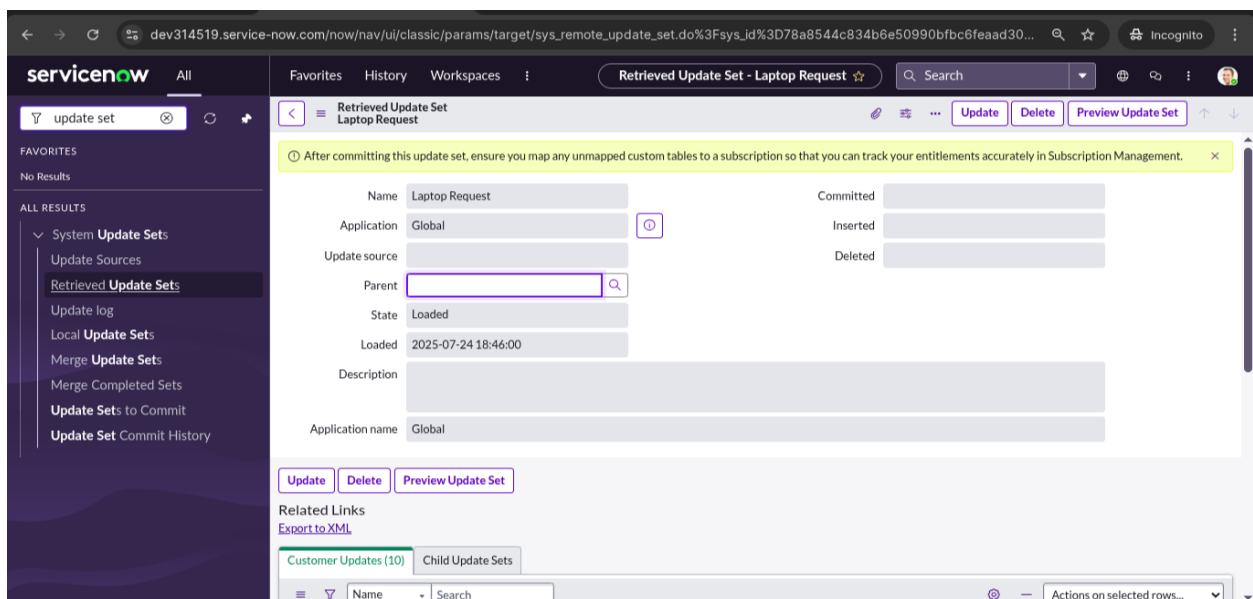 dev314519.service-now.com/now/nav/ui/classic/params/target/sys_remote_update_set.do%3Fsys_id%3D78a8544c834b6e50990bfbc6feaad30...
Incognito
servicenow All Favorites History Workspaces Retrieved Update Set - Laptop Request Search
update set
Retrieved Update Set
Laptop Request
Update Delete Preview Update Set
FAVORITES
No Results
After committing this update set, ensure you map any unmapped custom tables to a subscription so that you can track your entitlements accurately in Subscription Management.
ALL RESULTS
System Update Sets
Update Sources
Retrieved Update Sets
Update log
Local Update Sets
Merge Update Sets
Merge Completed Sets
Update Sets to Commit
Update Set Commit History
Name Laptop Request
Committed
Application Global
Inserted
Update source
Deleted
Parent
State Loaded
Loaded 2025-07-24 18:46:00
Description
Application name Global
Update Delete Preview Update Set
Related Links
Export to XML
Customer Updates (10) Child Update Sets
Name Search Actions on selected rows...